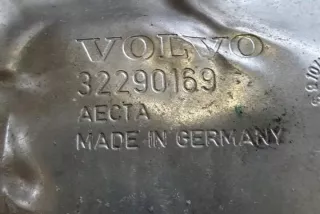 VOLVO
32290169
AECTA
MADE IN GERMANY